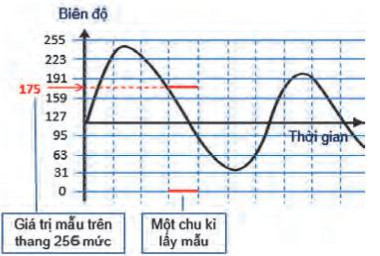 Biên độ
255
223
191
175
159
127
95
63
31
0
Thời gian
Giá trị mẫu trên
thang 256 mức
Một chu kì
lấy mẫu